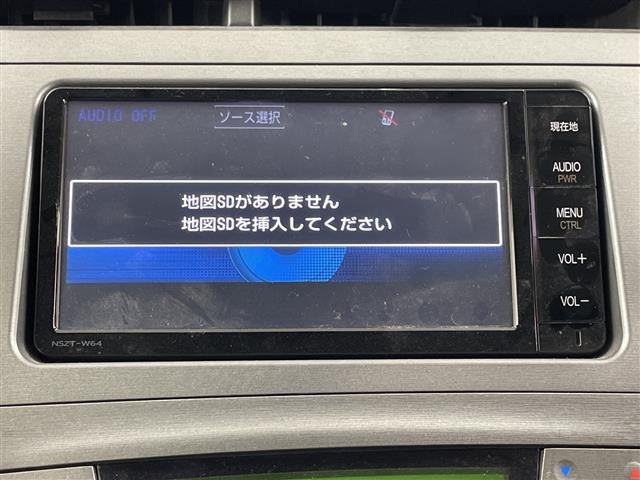 AUDIO OFF
ソース選択
地図SDがありません
地図SDを挿入してください
現在地
AUDIO
PWR
MENU
CTRL
VOL+
VOL-
NSZT-W64